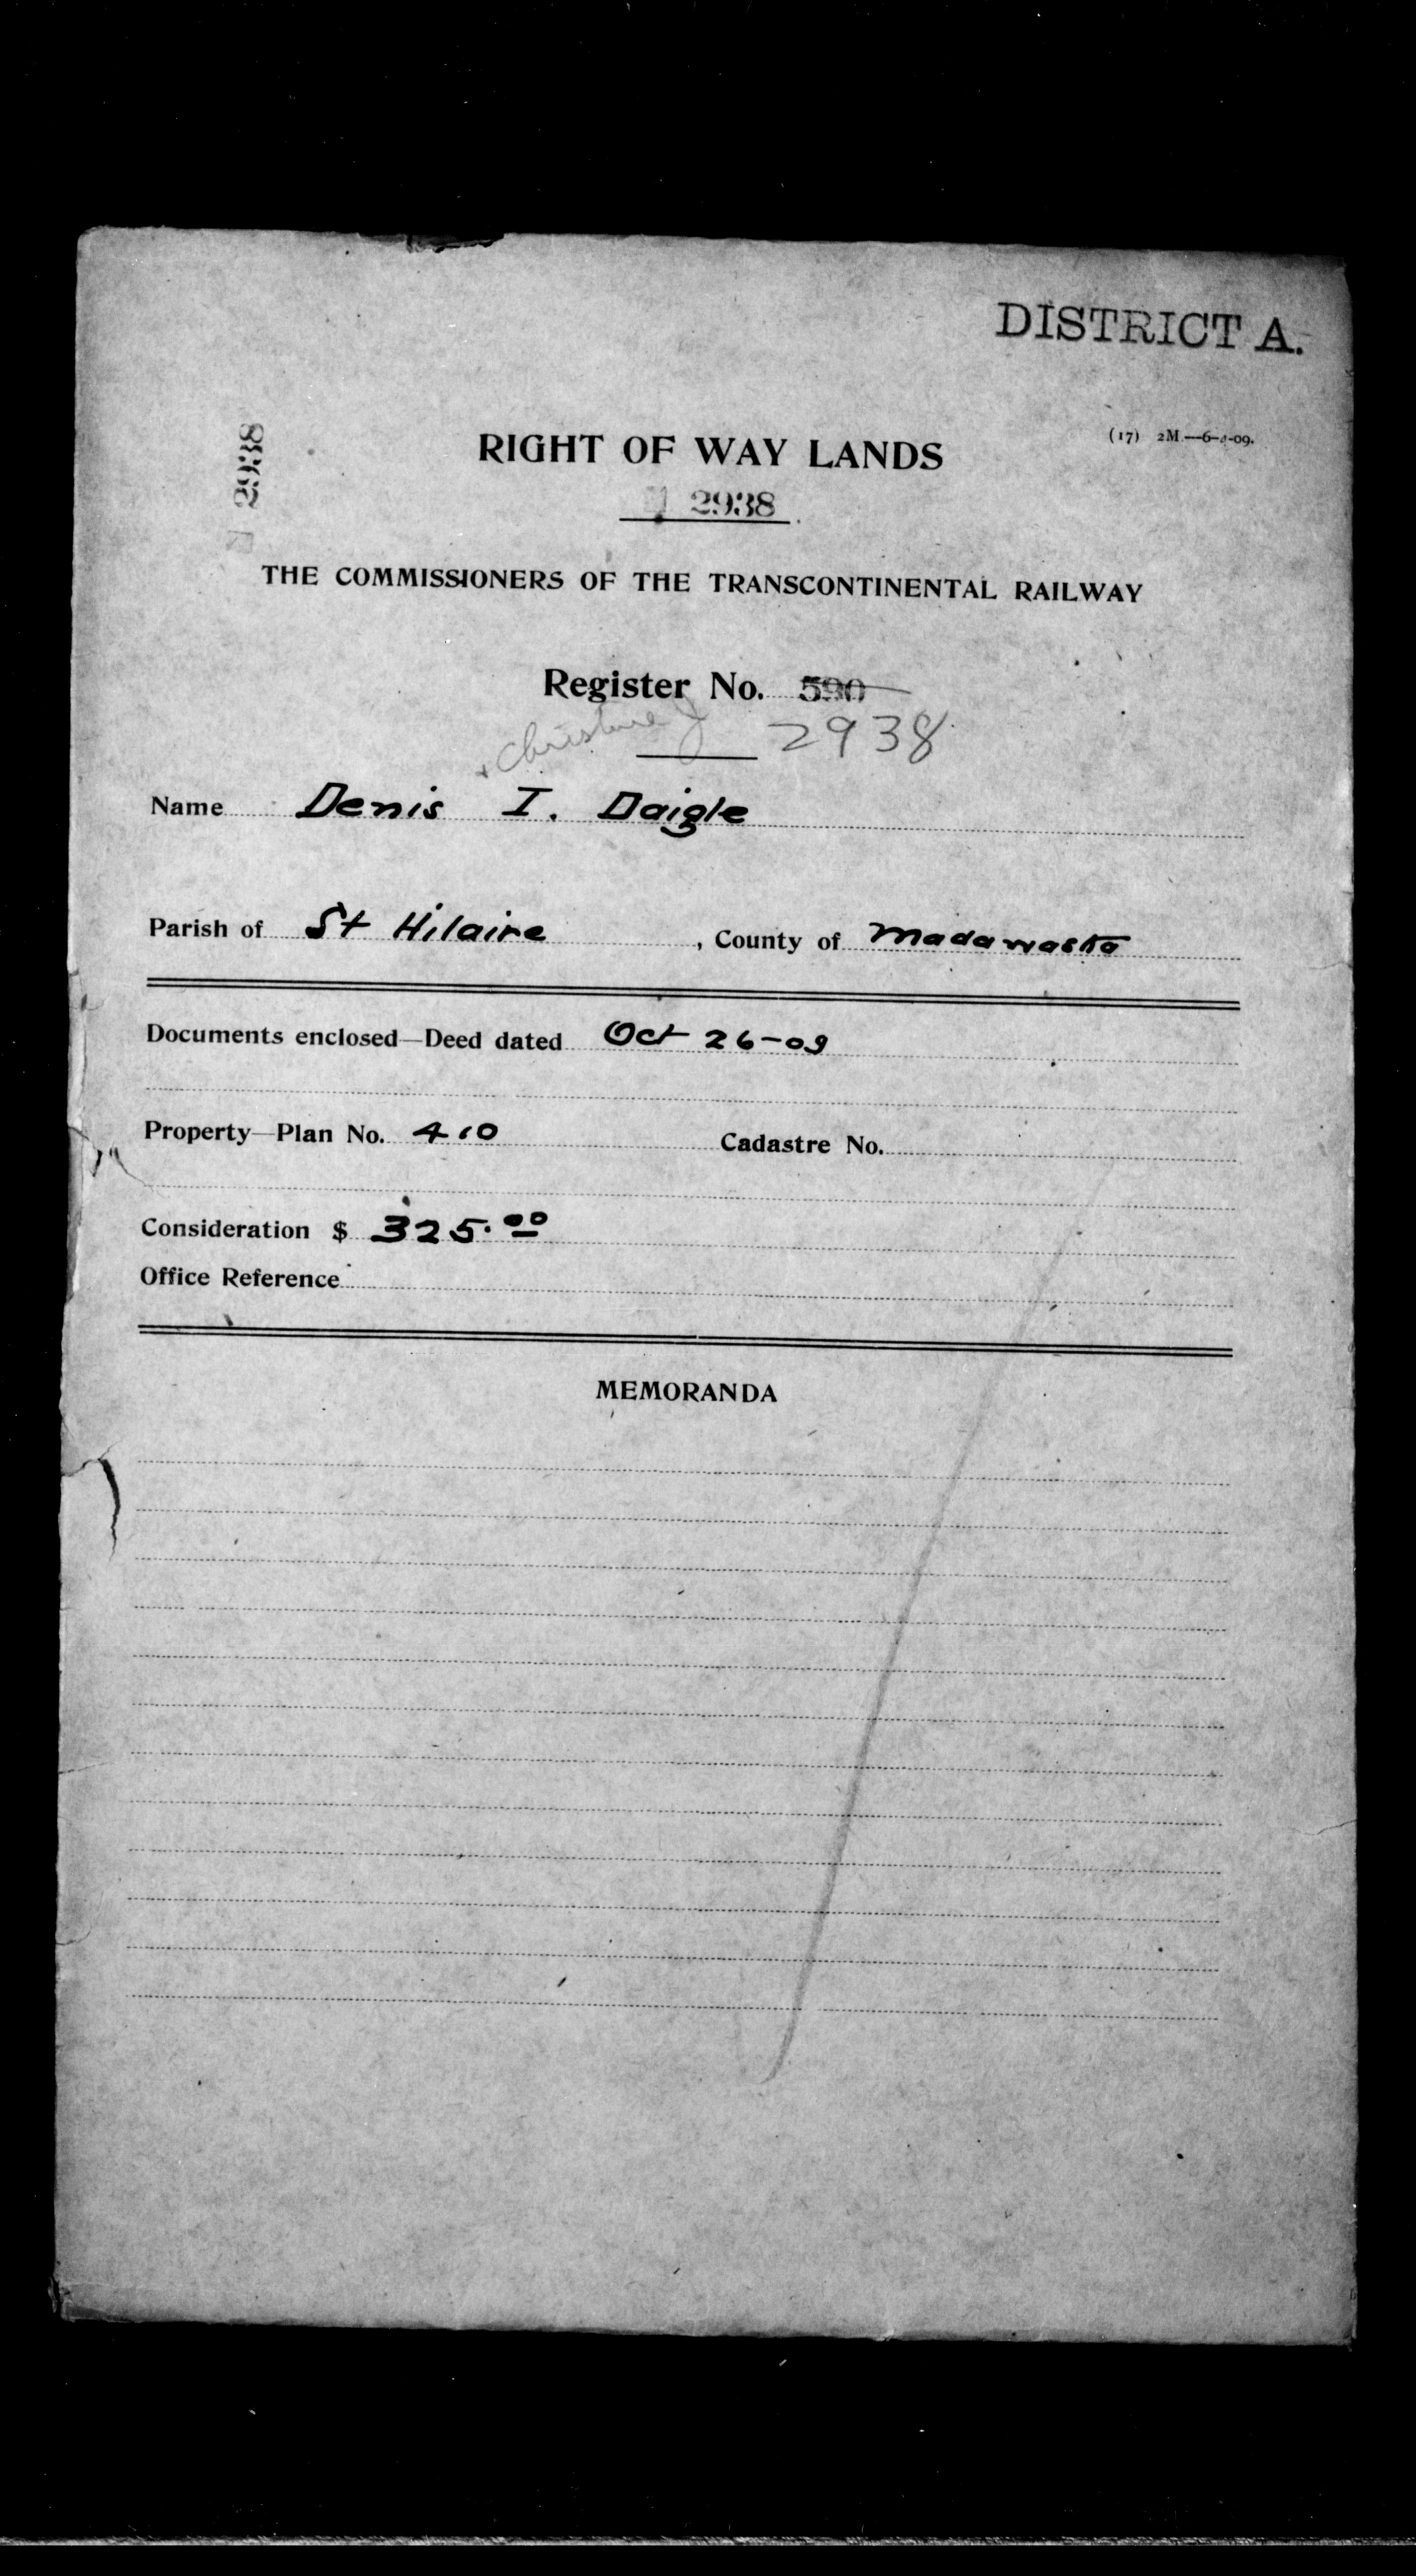 DISTRICT A.
(17) 2M.—6-4-09.
2938
RIGHT OF WAY LANDS
2938
THE COMMISSIONERS OF THE TRANSCONTINENTAL RAILWAY
Register No. 590
2938
Name Denis I. Daigle
Parish of St Hilaire, County of Madawaska
Documents enclosed—Deed dated Oct 26-09
Property—Plan No. 410 Cadastre No.
Consideration $ 325.00
Office Reference
MEMORANDA